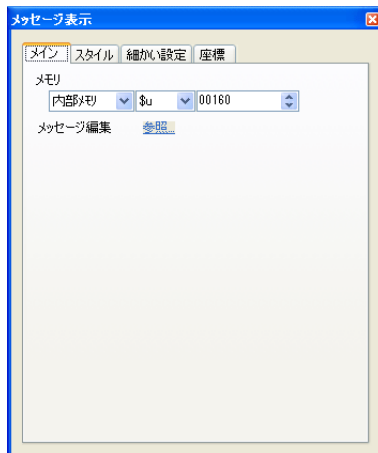 メッセージ表示
メイン スタイル 細かい設定 座標
メモリ
内部メモリ $u 00160
メッセージ編集 参照...